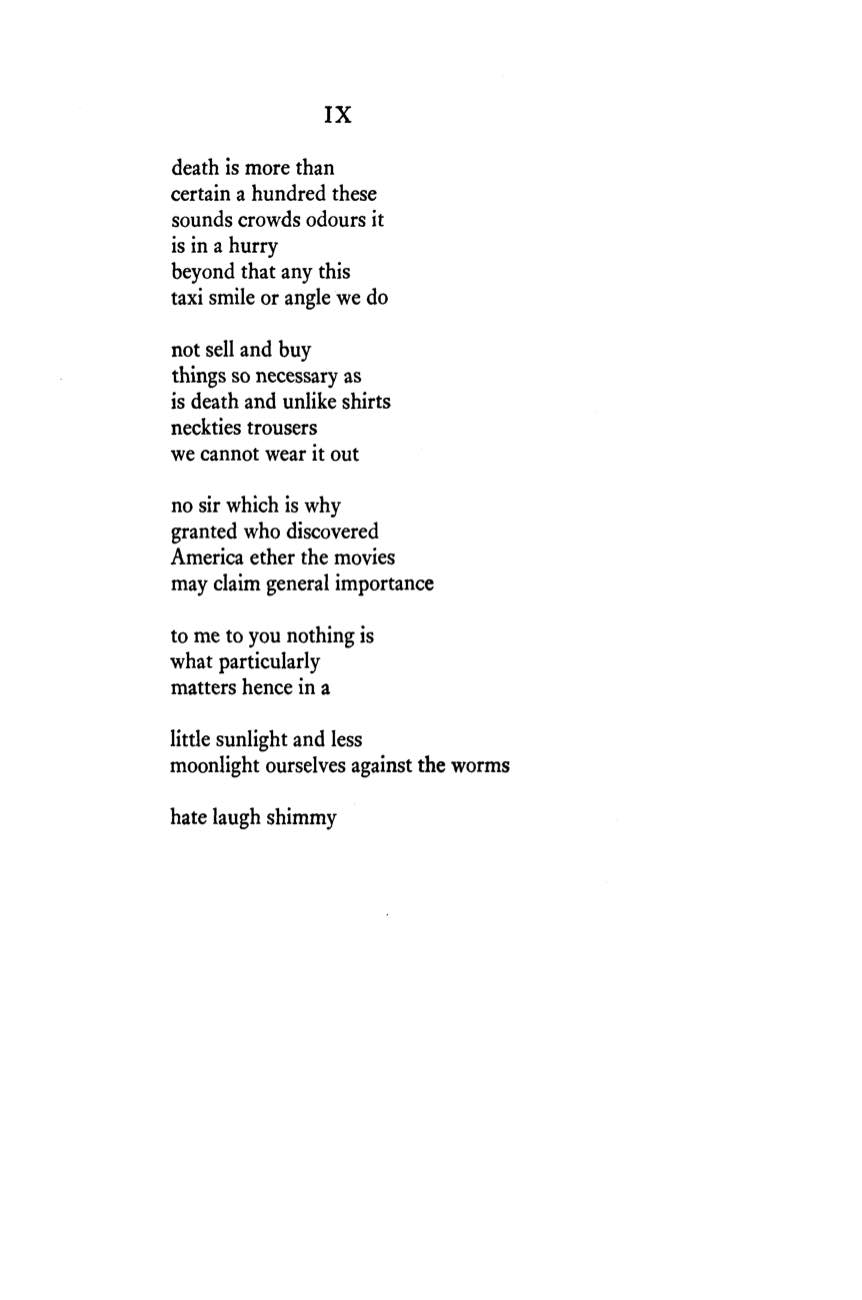 IX
death is more than
certain a hundred these
sounds crowds odours it
is in a hurry
beyond that any this
taxi smile or angle we do
not sell and buy
things so necessary as
is death and unlike shirts
neckties trousers
we cannot wear it out
no sir which is why
granted who discovered
America ether the movies
may claim general importance
to me to you nothing is
what particularly
matters hence in a
little sunlight and less
moonlight ourselves against the worms
hate laugh shimmy